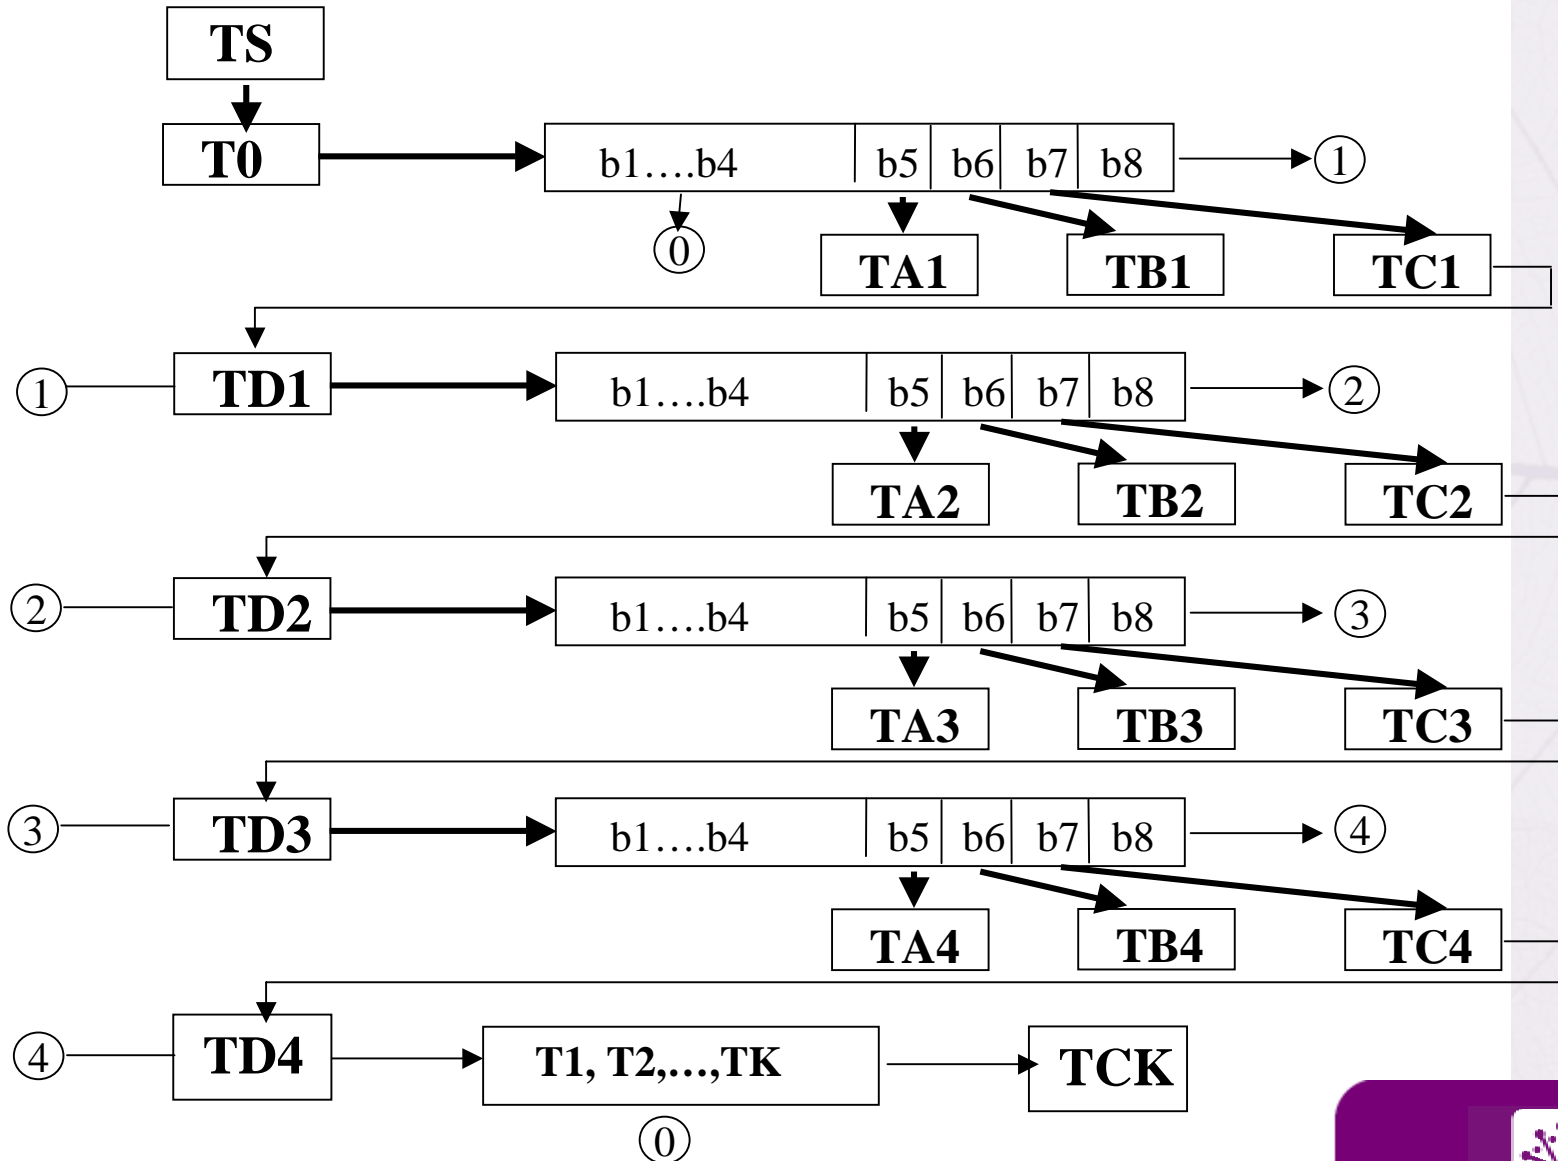 TS
T0 b1….b4 b5 b6 b7 b8 1
0 TA1 TB1 TC1
1 TD1 b1….b4 b5 b6 b7 b8 2
TA2 TB2 TC2
2 TD2 b1….b4 b5 b6 b7 b8 3
TA3 TB3 TC3
3 TD3 b1….b4 b5 b6 b7 b8 4
TA4 TB4 TC4
4 TD4 T1, T2,…,TK TCK
0